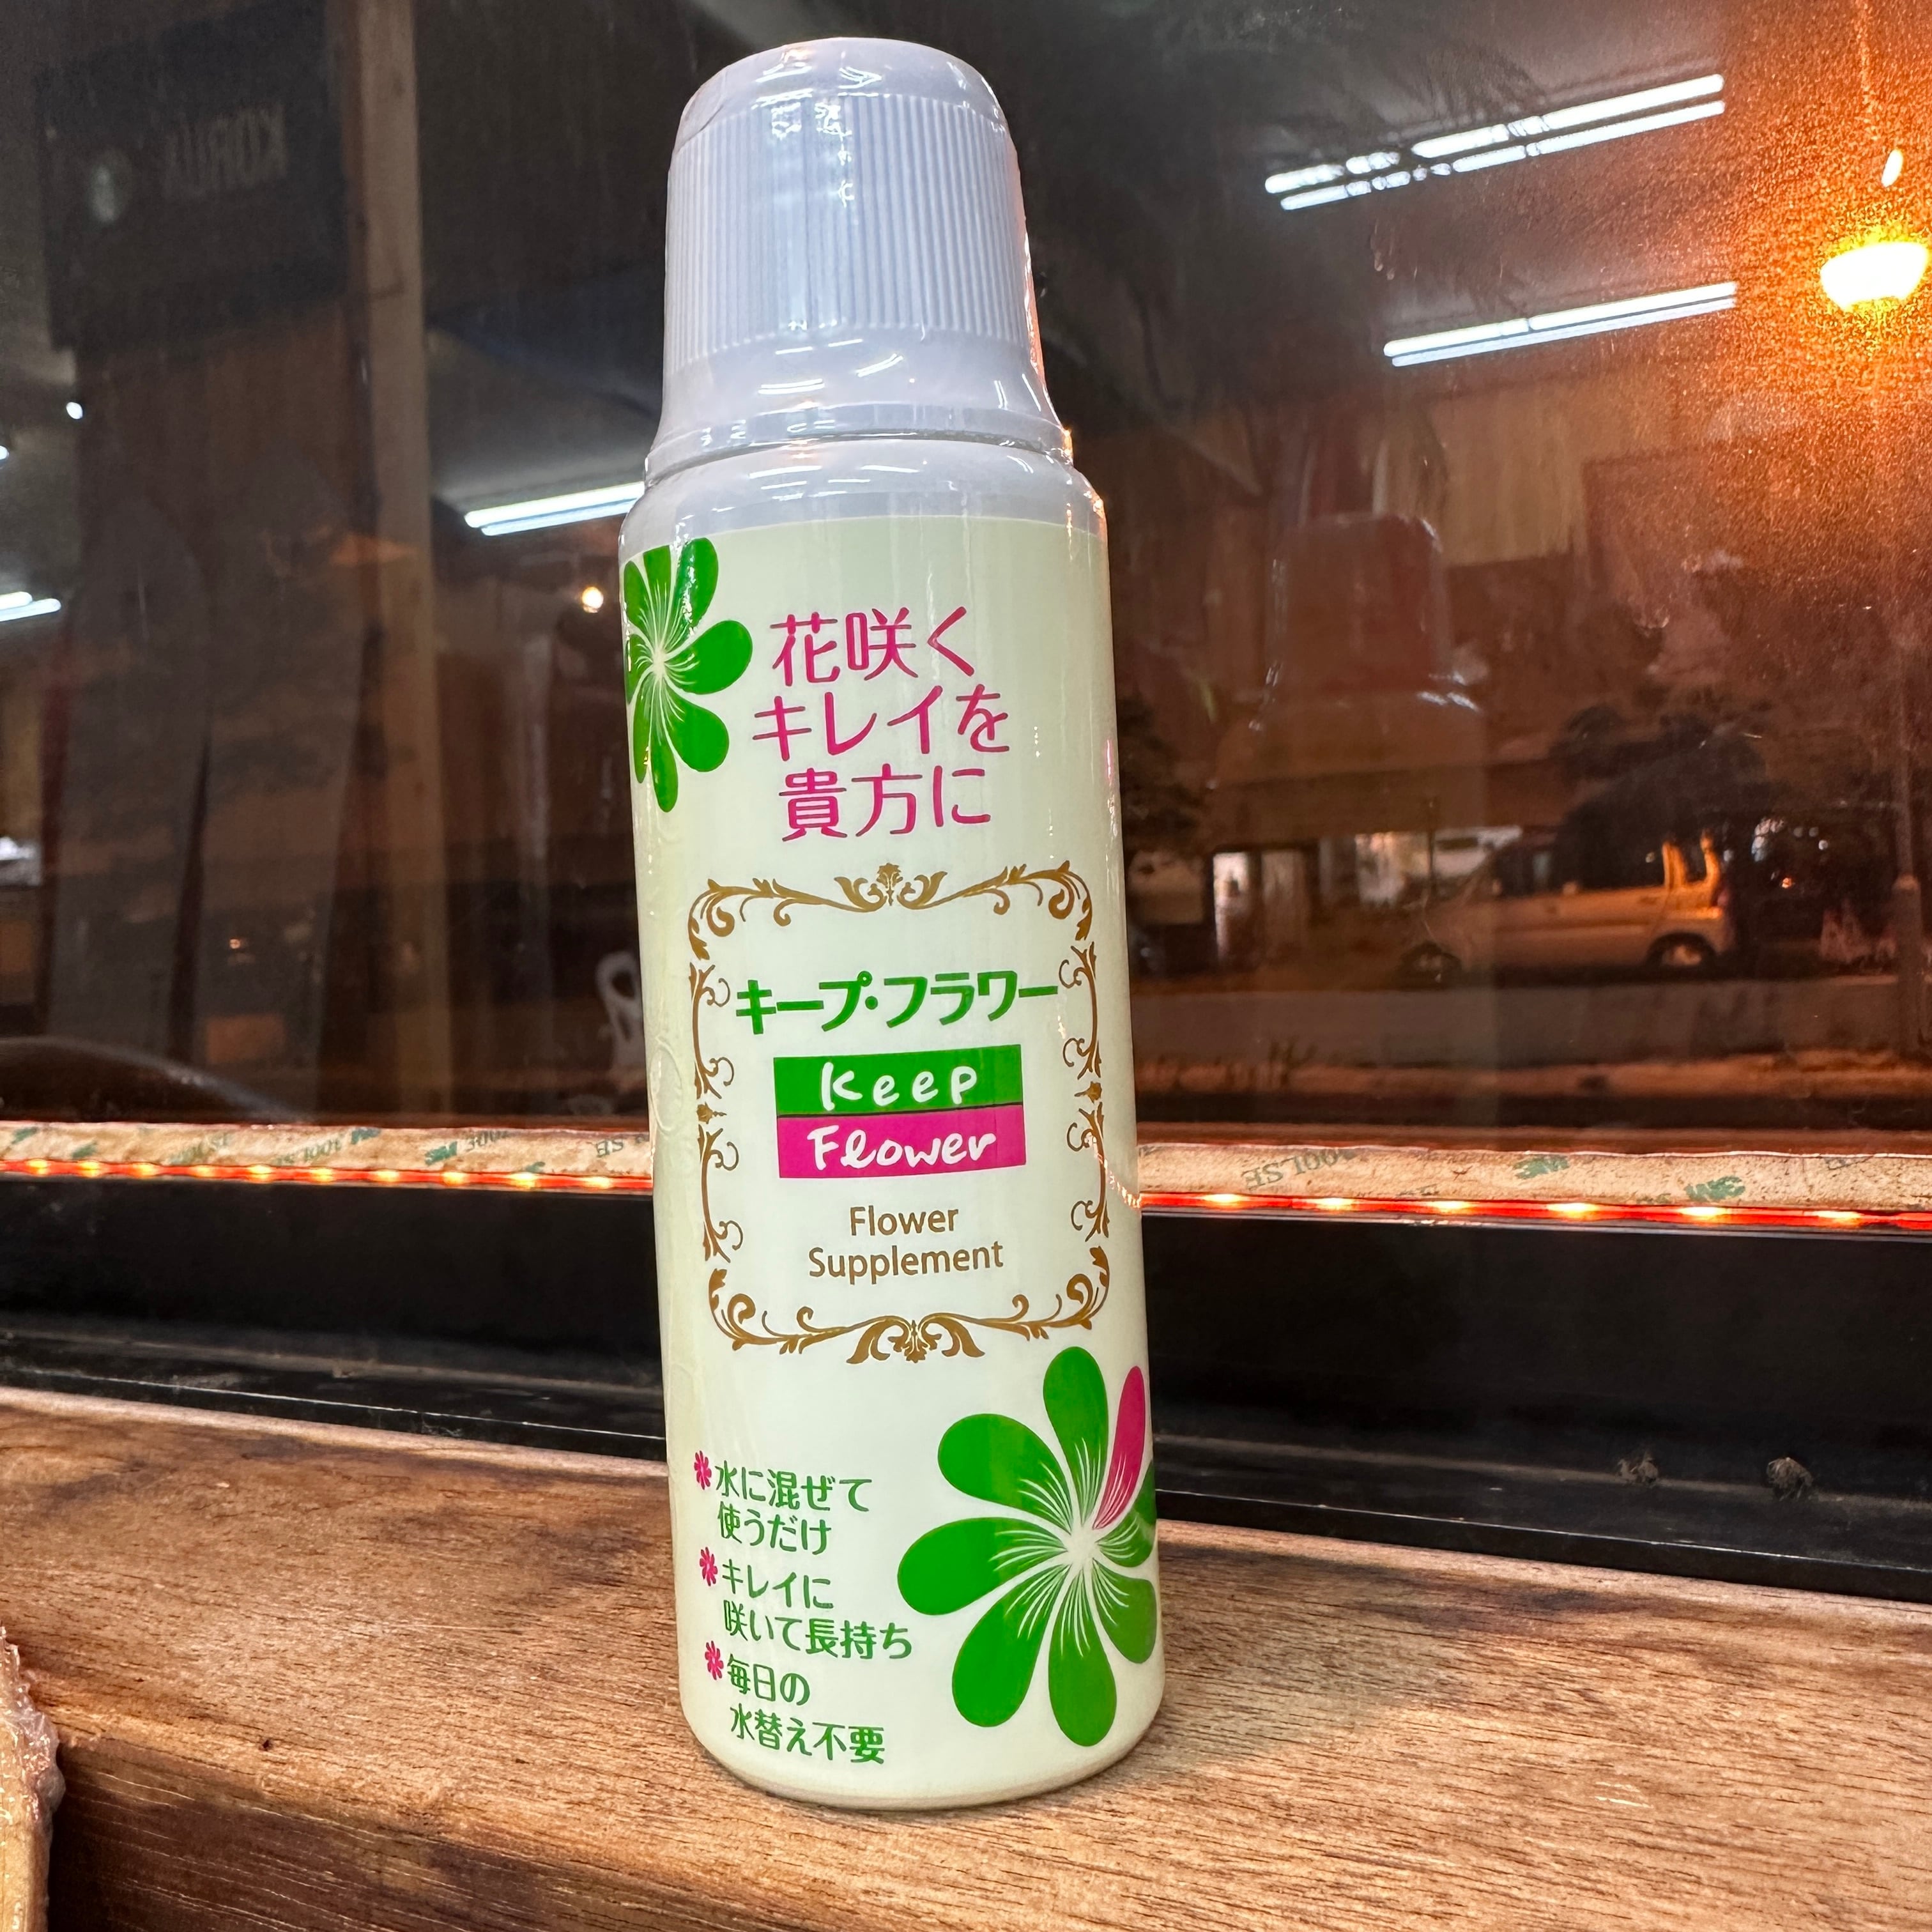 花咲く
キレイを
貴方に
キープ・フラワー
Keep
Flower
Flower
Supplement
水に混ぜて
使うだけ
キレイに
咲いて長持ち
毎日の
水替え不要